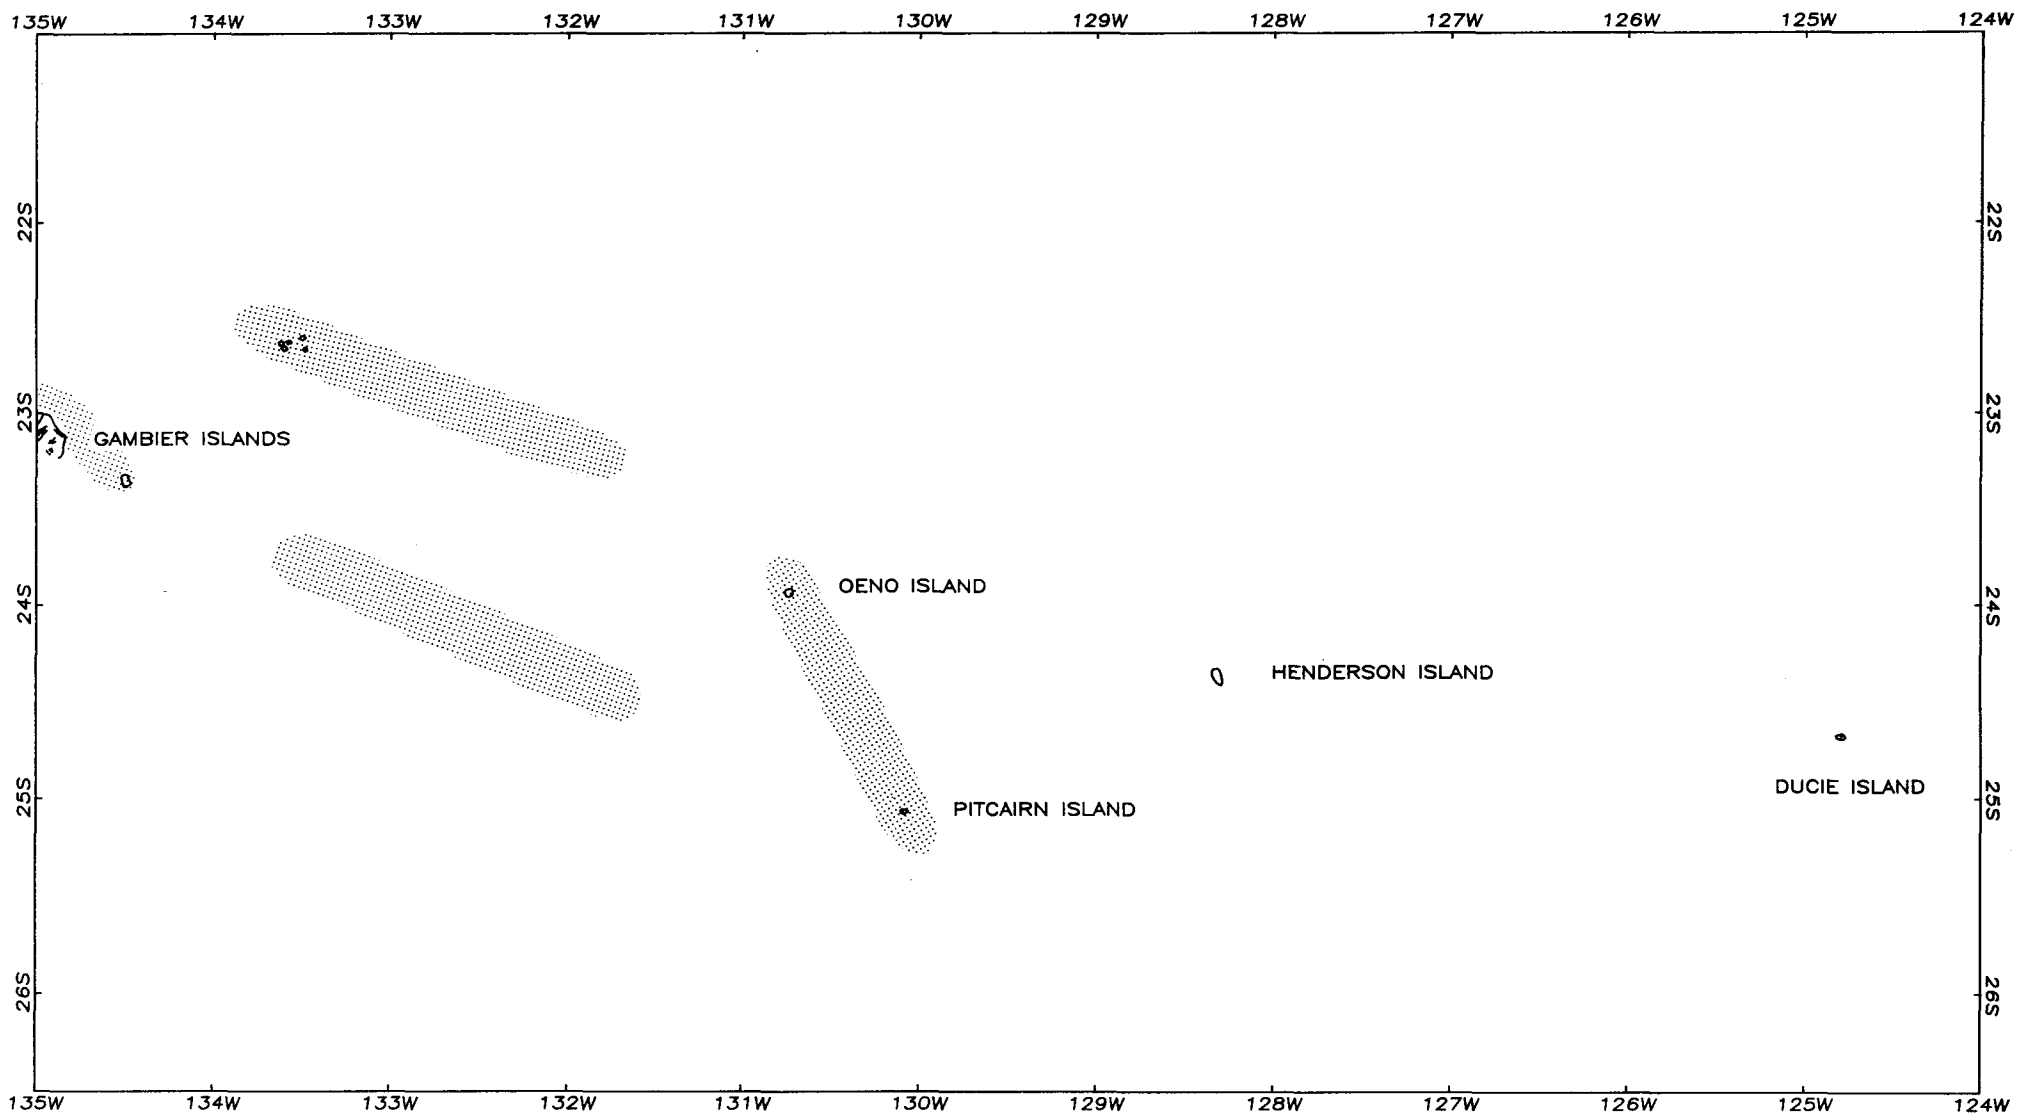 135W 134W 133W 132W 131W 130W 129W 128W 127W 126W 125W 124W
22S 22S
23S 23S
GAMBIER ISLANDS
OENO ISLAND
24S 24S
HENDERSON ISLAND
DUCIE ISLAND
25S 25S
PITCAIRN ISLAND
26S 26S
135W 134W 133W 132W 131W 130W 129W 128W 127W 126W 125W 124W